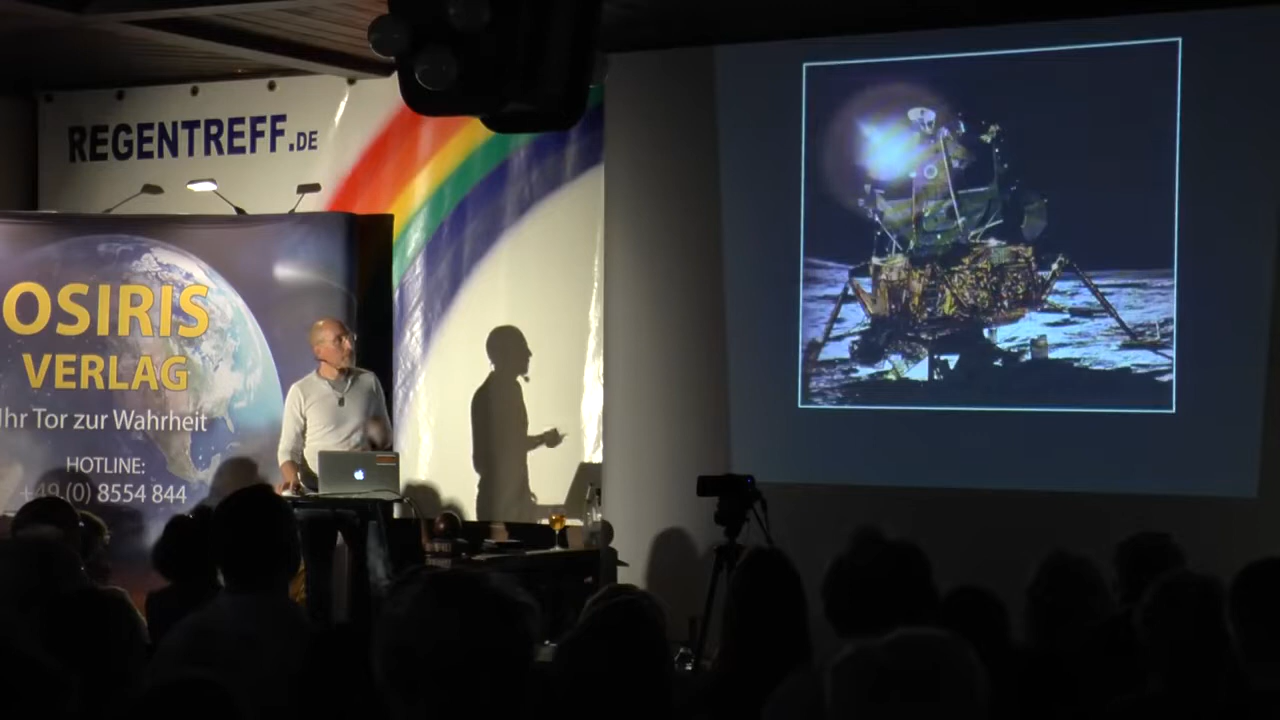 REGENTREFF.DE
OSIRIS
VERLAG
Ihr Tor zur Wahrheit
HOTLINE:
+49 (0) 8554 844